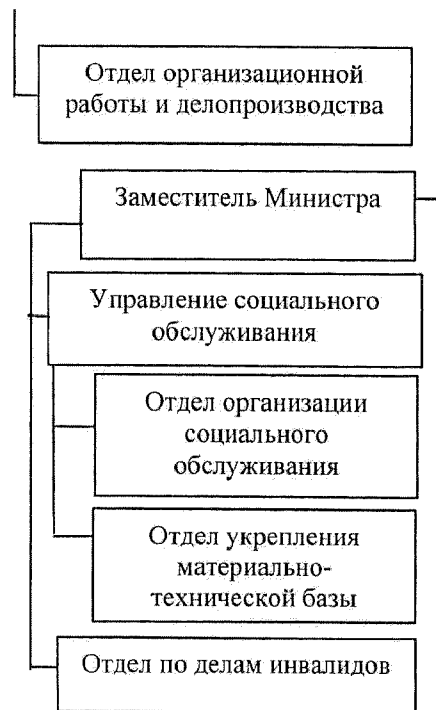 Отдел организационной
работы и делопроизводства
Заместитель Министра
Управление социального
обслуживания
Отдел организации
социального
обслуживания
Отдел укрепления
материально-
технической базы
Отдел по делам инвалидов